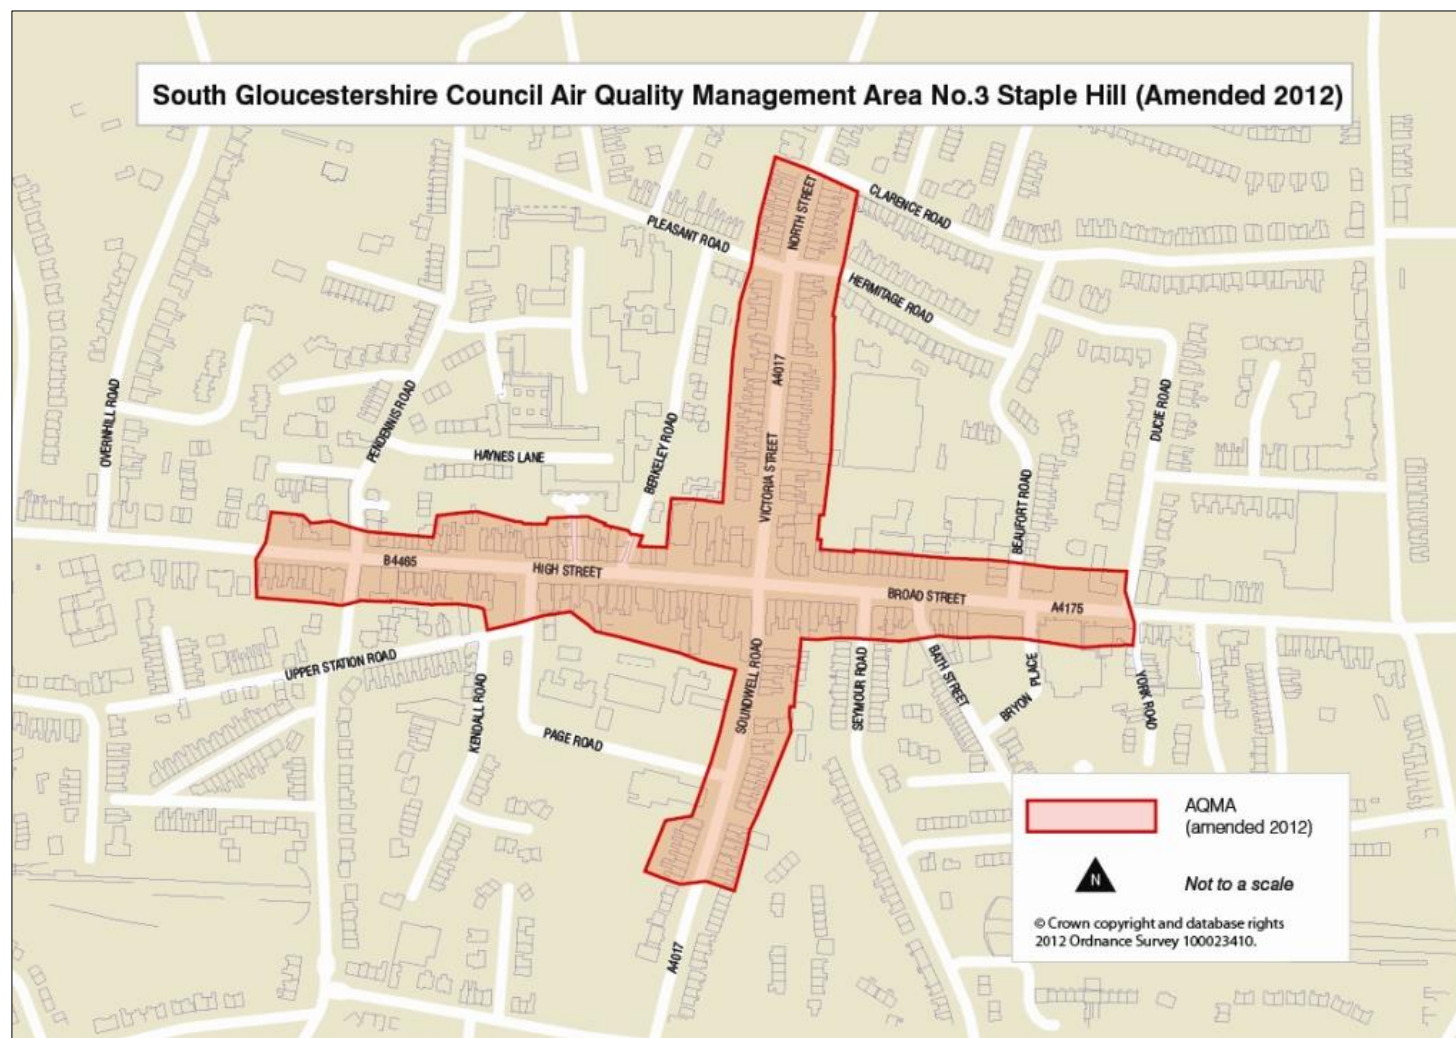 South Gloucestershire Council Air Quality Management Area No.3 Staple Hill (Amended 2012)
CLARENCE ROAD
NORTH STREET
PLEASANT ROAD
HERMITAGE ROAD
A4017
OVERNHILL ROAD
PENDENNIS ROAD
DUCIE ROAD
HAYNES LANE
BERKELEY ROAD
VICTORIA STREET
BEAUFORT ROAD
B4465
HIGH STREET
BROAD STREET
A4175
UPPER STATION ROAD
SOUNDWELL ROAD
SEYMOUR ROAD
BATH STREET
BRYON PLACE
YORK ROAD
KENDALL ROAD
PAGE ROAD
A4017
AQMA
(amended 2012)
N
Not to a scale
© Crown copyright and database rights
2012 Ordnance Survey 100023410.